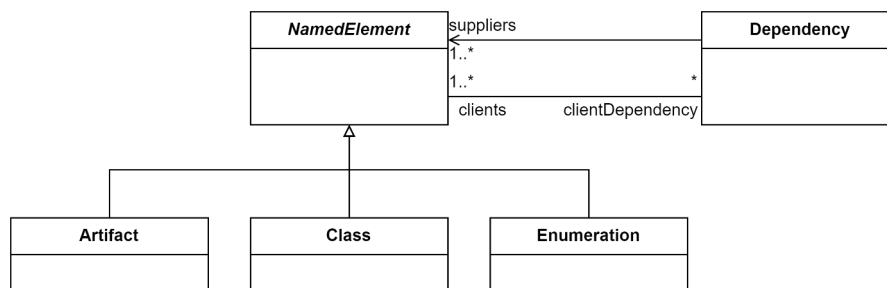 NamedElement
suppliers
Dependency
1..*
1..*
*
clients
clientDependency
Artifact
Class
Enumeration